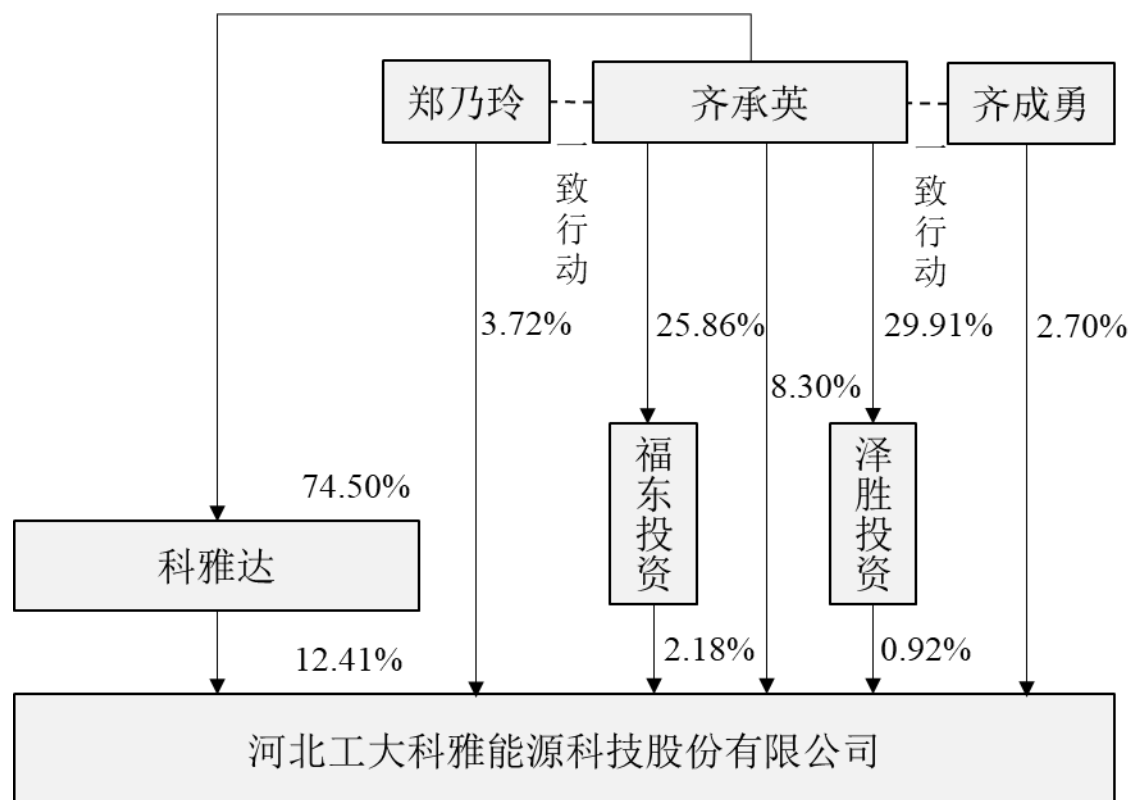 郑乃玲
齐承英
齐成勇
一致行动
一致行动
3.72%
25.86%
29.91%
2.70%
8.30%
福东投资
泽胜投资
74.50%
科雅达
12.41%
2.18%
0.92%
河北工大科雅能源科技股份有限公司